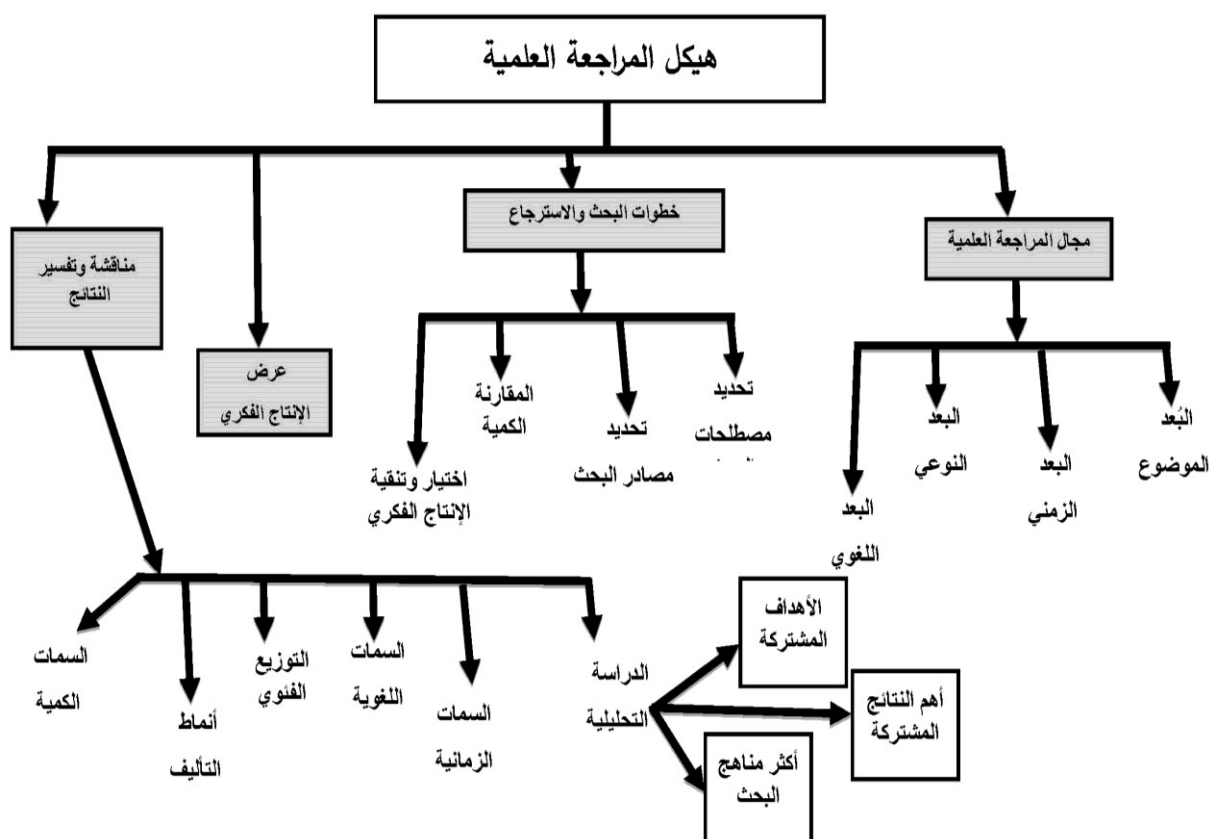 هيكل المراجعة العلمية
مجال المراجعة العلمية
خطوات البحث والاسترجاع
عرض
الإنتاج الفكري
مناقشة وتفسير
النتائج
البُعد
الموضوع
البعد
الزمني
البعد
النوعي
البعد
اللغوي
تحديد
مصطلحات
تحديد
مصادر البحث
المقارنة
الكمية
اختيار وتنقية
الإنتاج الفكري
الدراسة
التحليلية
السمات
الزمانية
السمات
اللغوية
التوزيع
الفئوي
أنماط
التأليف
السمات
الكمية
الأهداف
المشتركة
أهم النتائج
المشتركة
أكثر مناهج
البحث